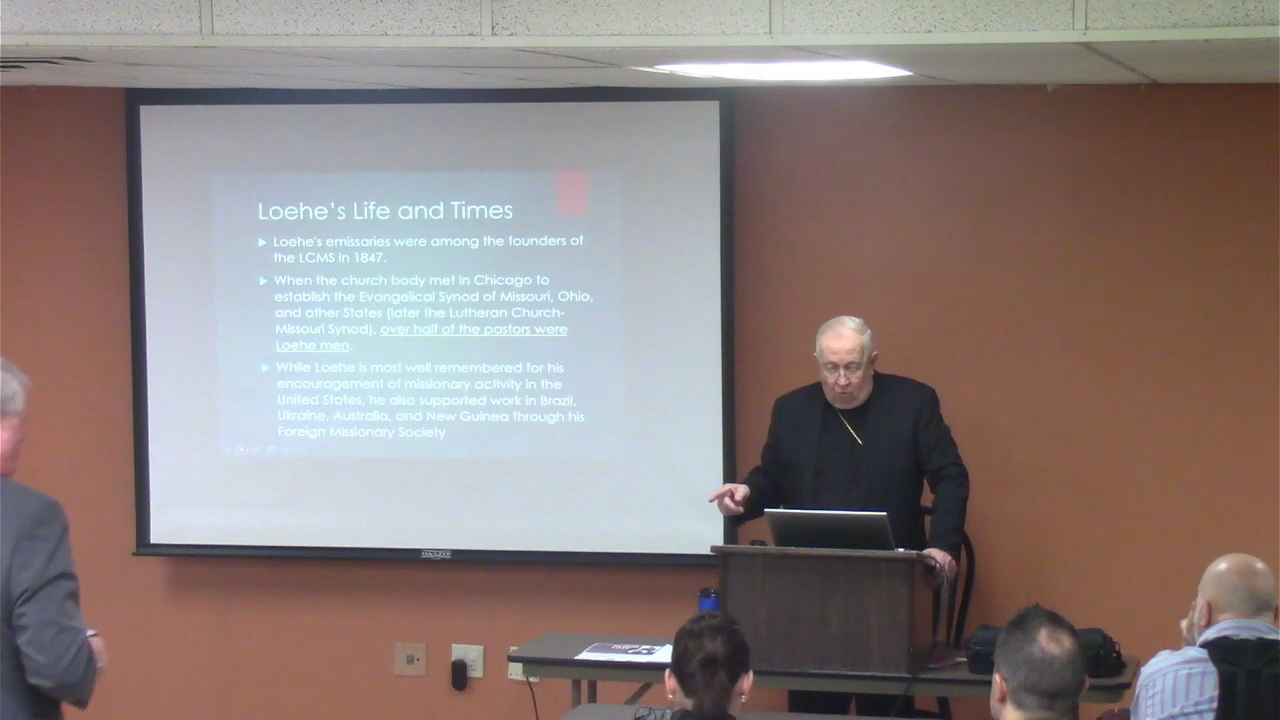 Loehe's Life and Times
Loehe's emissaries were among the founders of
the LCMS in 1847.
When the church body met in Chicago to
establish the Evangelical Synod of Missouri, Ohio,
and other States (later the Lutheran Church-
Missouri Synod), over half of the pastors were
Loehe men.
While Loehe is most well remembered for his
encouragement of missionary activity in the
United States, he also supported work in Brazil,
Ukraine, Australia, and New Guinea through his
Foreign Missionary Society
DA-LITE